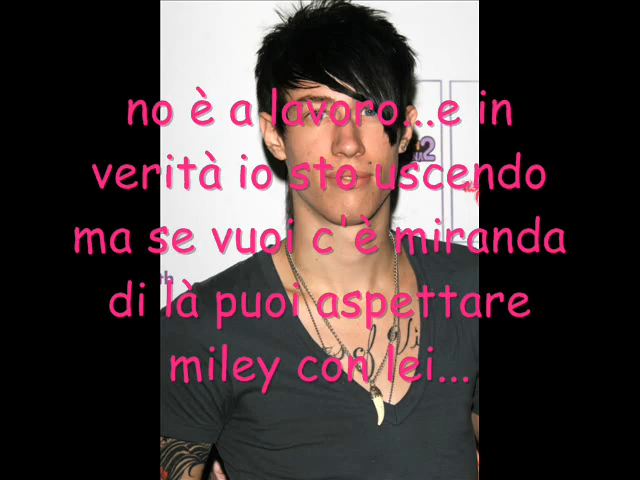 no è a lavoro...e in
verità io sto uscendo
ma se vuoi c'è miranda
di là puoi aspettare
miley con lei...